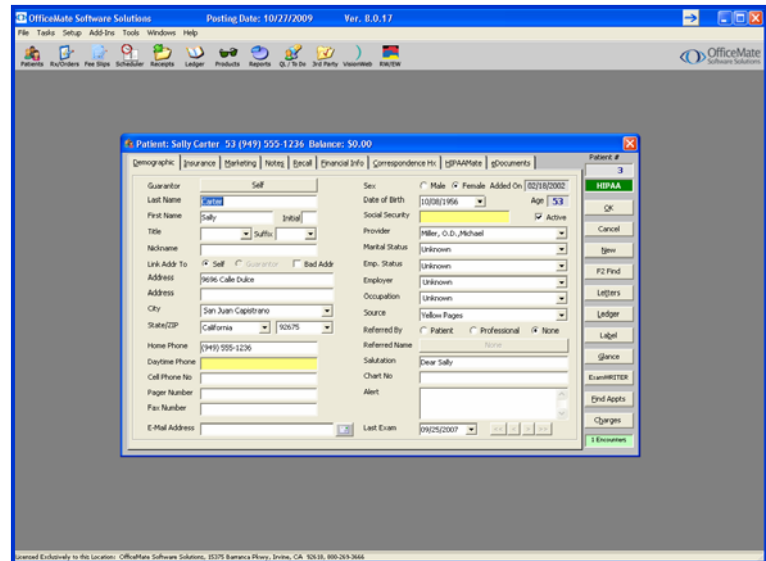 OfficeMate Software Solutions Posting Date: 10/27/2009 Ver. 8.0.17
File Tasks Setup Add-Ins Tools Windows Help
Patients Rx/Orders Fee Slips Scheduler Receipts Ledger Products Reports QL / To Do 3rd Party VisionWeb RW/EW
OfficeMate
Software Solutions
Patient: Sally Carter 53 (949) 555-1236 Balance: $0.00
Demographic Insurance Marketing Notes Recall Financial Info Correspondence Hx HIPAAMate eDocuments
Patient #
3
Guarantor Self Sex Male Female Added On 02/18/2002 HIPAA
Last Name Carter Date of Birth 10/08/1956 Age 53
First Name Sally Initial Social Security Active OK
Title Suffix Provider Miller, O.D.,Michael Cancel
Nickname Marital Status Unknown New
Link Addr To Self Guarantor Bad Addr Emp. Status Unknown F2 Find
Address 9696 Calle Dulce Employer Unknown Letters
Address Occupation Unknown
City San Juan Capistrano Source Yellow Pages Ledger
State/ZIP California 92675 Referred By Patient Professional None Label
Home Phone (949) 555-1236 Referred Name None
Daytime Phone Salutation Dear Sally Glance
Cell Phone No Chart No ExamWRITER
Pager Number Alert Find Appts
Fax Number Charges
E-Mail Address Last Exam 09/25/2007 << < > >> 1 Encounters
Licensed Exclusively to this Location: OfficeMate Software Solutions, 15375 Barranca Pkwy, Irvine, CA 92618, 800-269-3666